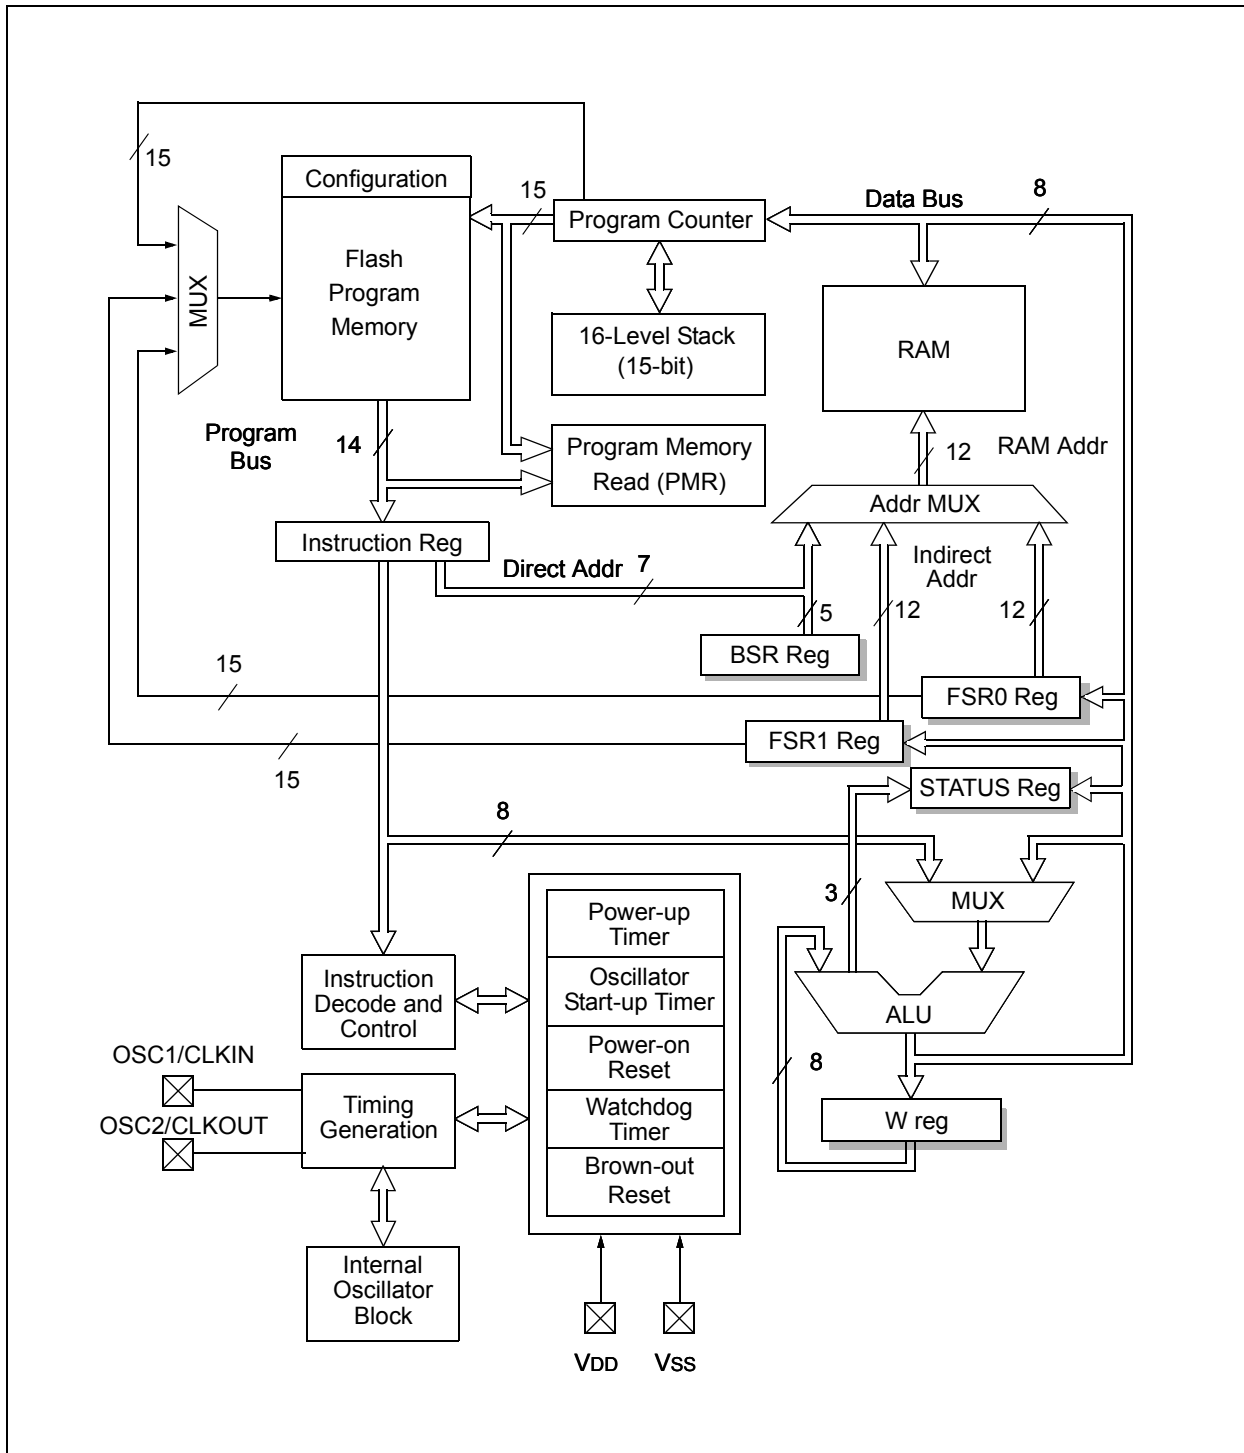 15
Configuration
Flash
Program
Memory
MUX
15
Program Counter
Data Bus
8
16-Level Stack
(15-bit)
RAM
Program
Bus
14
Program Memory
Read (PMR)
12
RAM Addr
Addr MUX
Instruction Reg
Direct Addr
7
Indirect
Addr
5
12
12
BSR Reg
15
FSR0 Reg
FSR1 Reg
15
STATUS Reg
8
3
MUX
Power-up
Timer
Oscillator
Start-up Timer
Power-on
Reset
Watchdog
Timer
Brown-out
Reset
Instruction
Decode and
Control
ALU
8
W reg
OSC1/CLKIN
OSC2/CLKOUT
Timing
Generation
Internal
Oscillator
Block
VDD
VSS